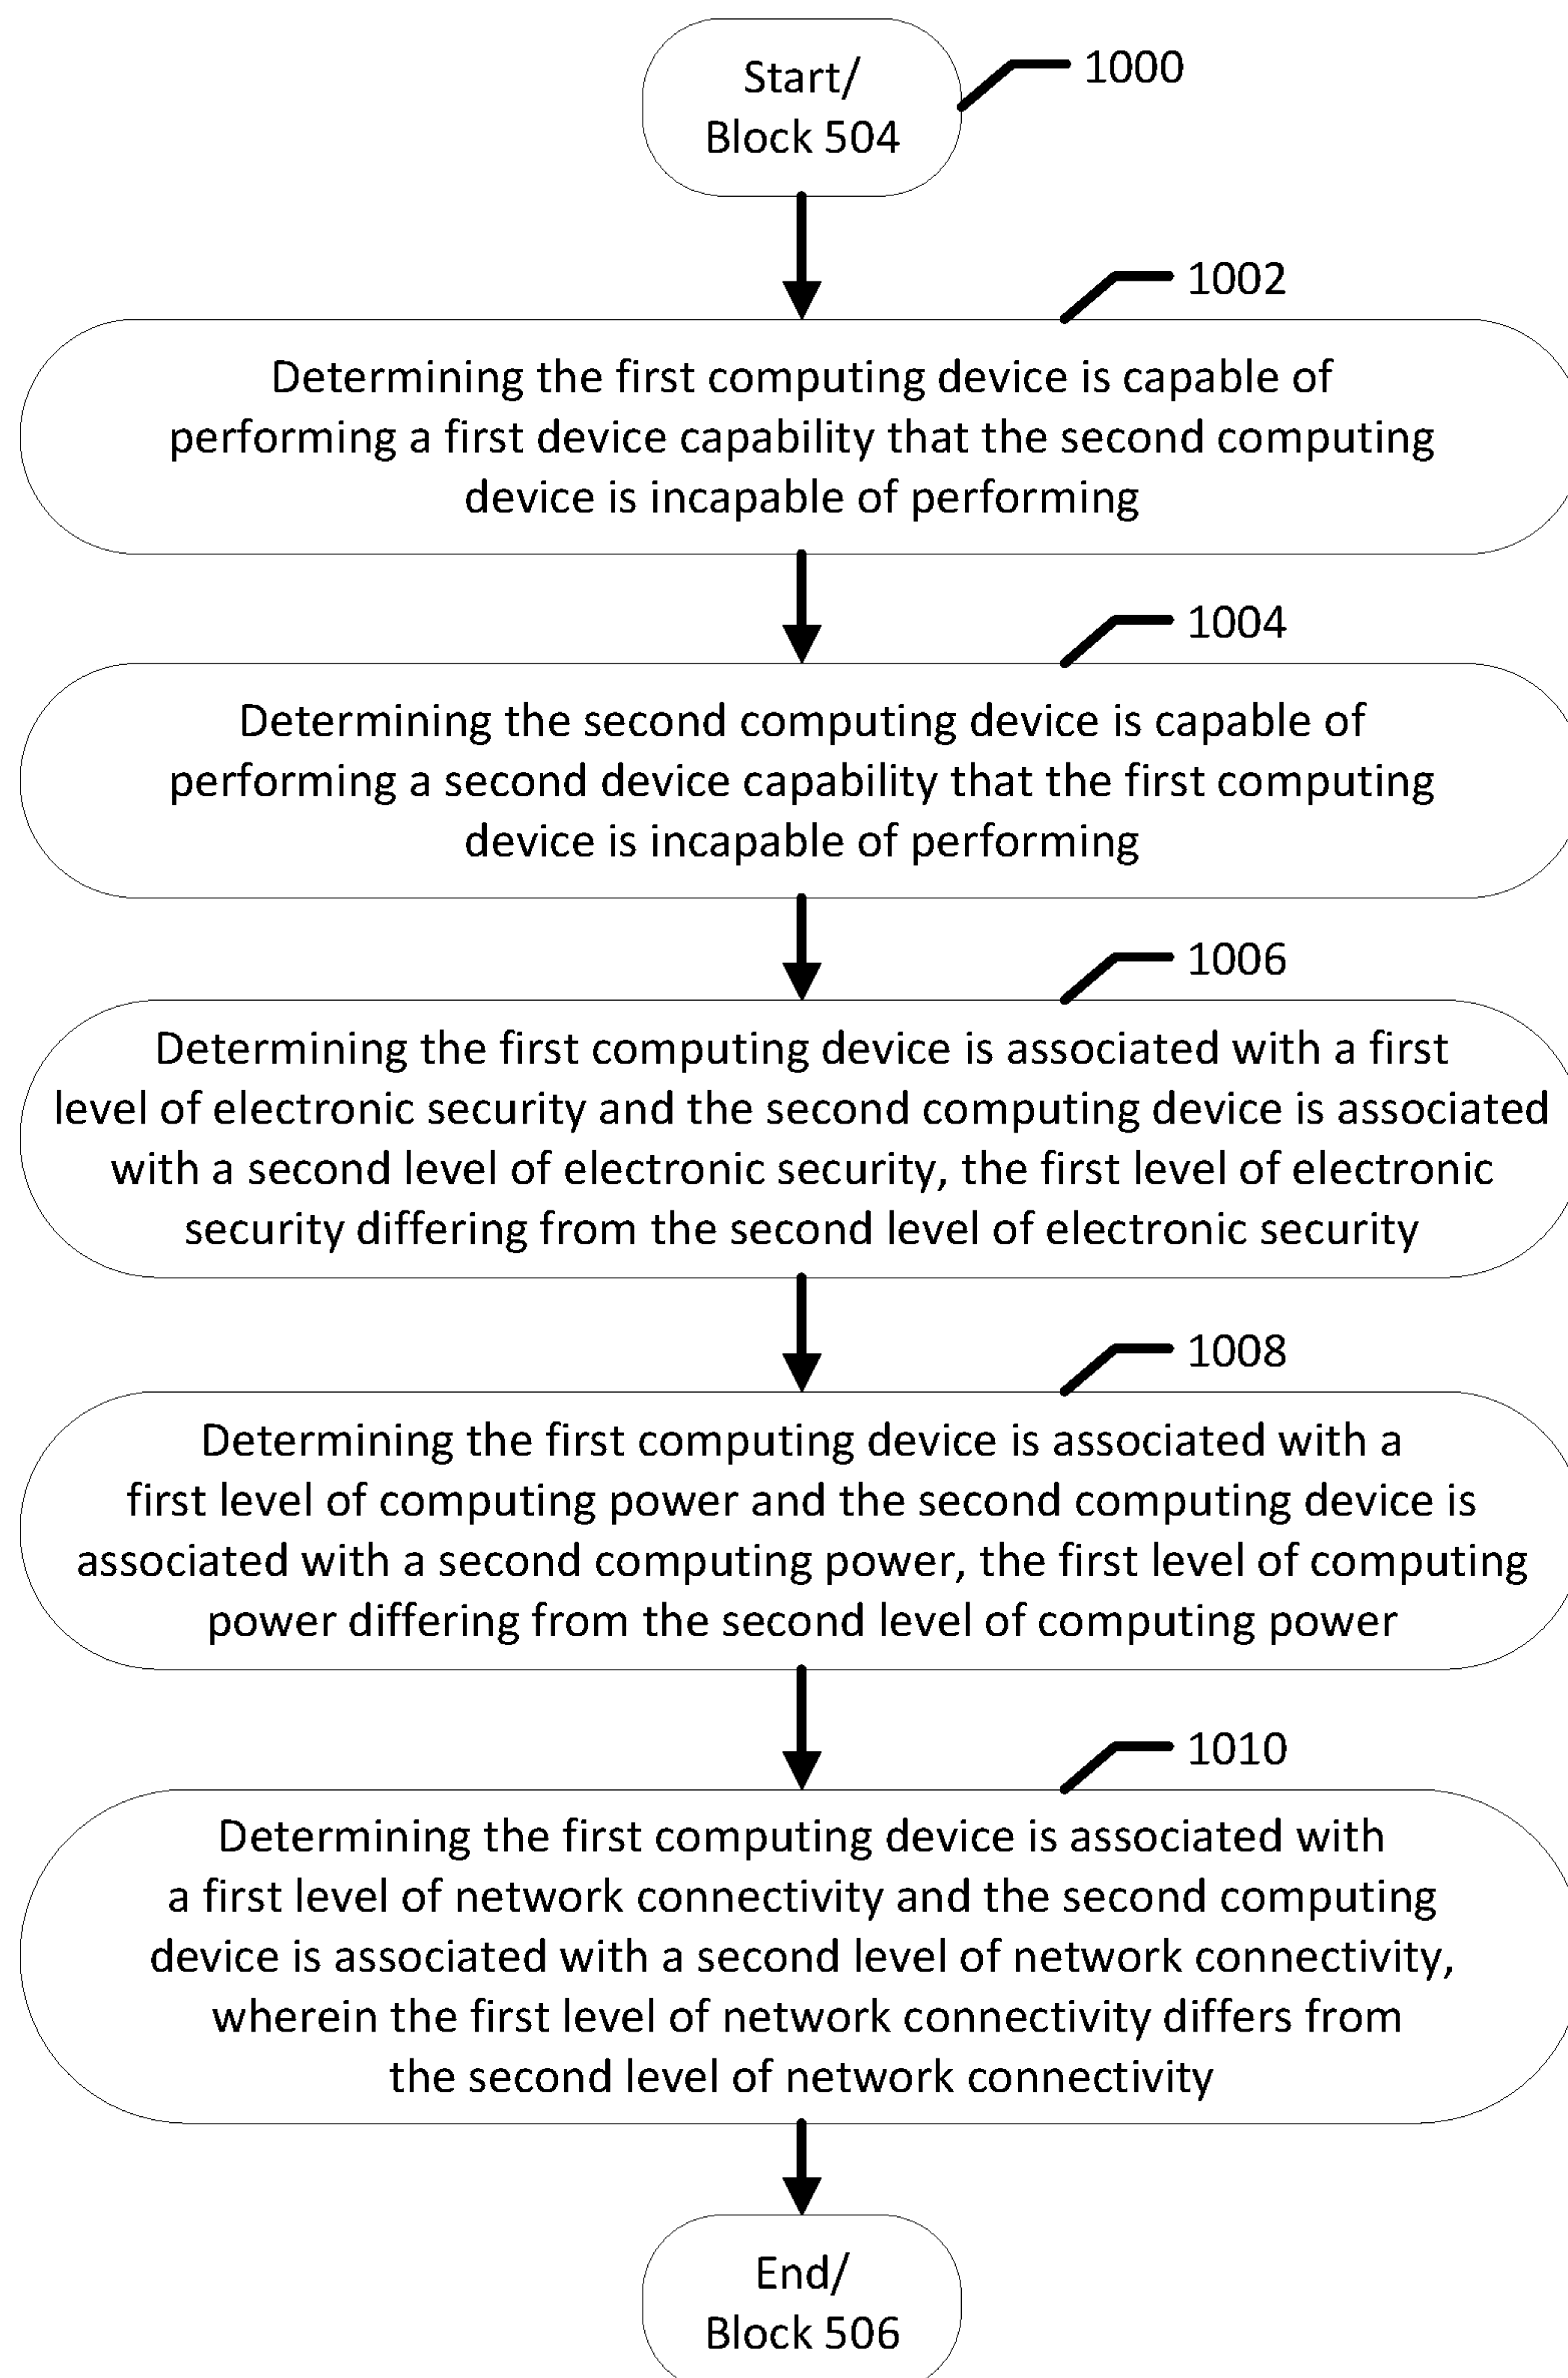 Start/
Block 504
1000
1002
Determining the first computing device is capable of
performing a first device capability that the second computing
device is incapable of performing
1004
Determining the second computing device is capable of
performing a second device capability that the first computing
device is incapable of performing
1006
Determining the first computing device is associated with a first
level of electronic security and the second computing device is associated
with a second level of electronic security, the first level of electronic
security differing from the second level of electronic security
1008
Determining the first computing device is associated with a
first level of computing power and the second computing device is
associated with a second computing power, the first level of computing
power differing from the second level of computing power
1010
Determining the first computing device is associated with
a first level of network connectivity and the second computing
device is associated with a second level of network connectivity,
wherein the first level of network connectivity differs from
the second level of network connectivity
End/
Block 506